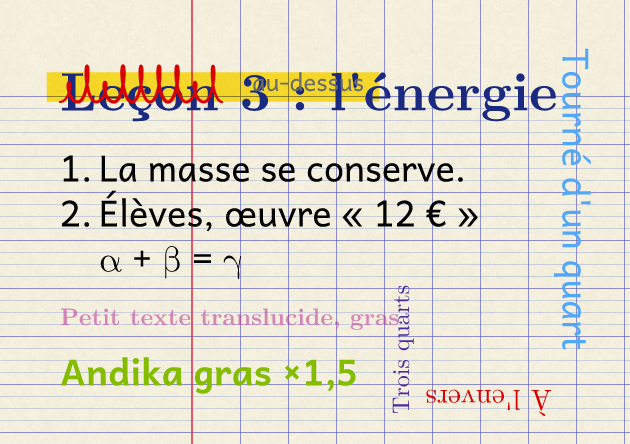 Leçon 3 : l'énergie
au-dessus
1. La masse se conserve.
2. Élèves, œuvre « 12 € »
α + β = γ
Petit texte translucide, gras
Andika gras ×1,5
Trois quarts
À l'envers
Tourné d'un quart